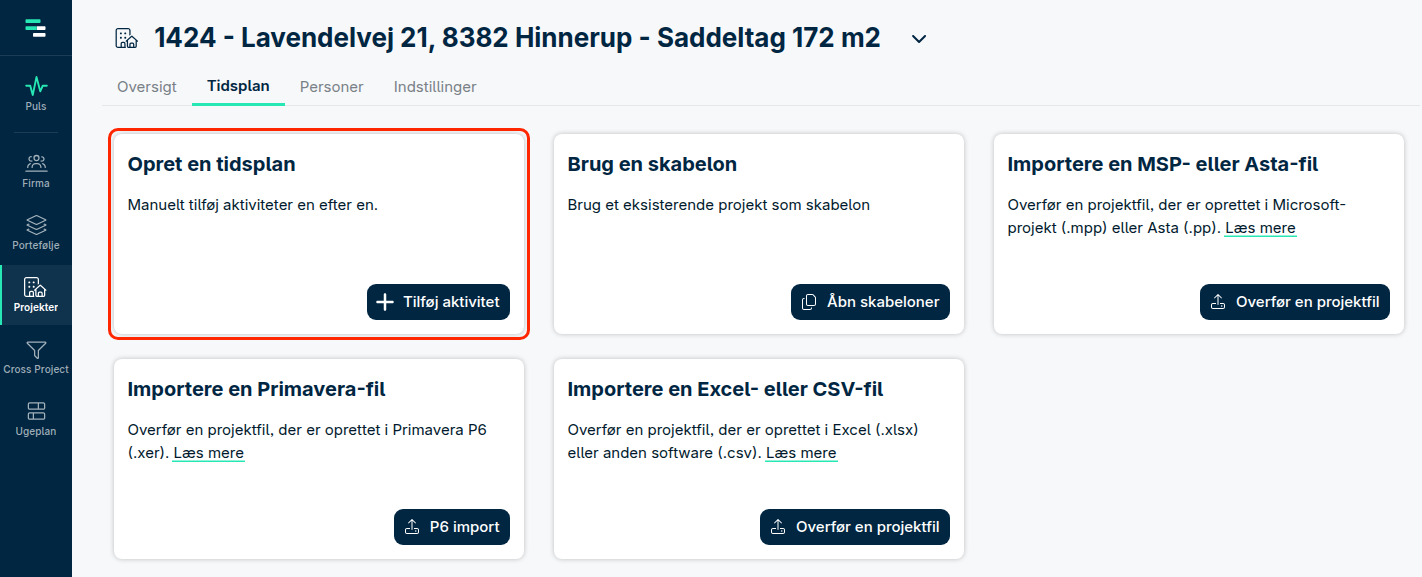 1424 - Lavendelvej 21, 8382 Hinnerup - Saddeltag 172 m2
Oversigt
Tidsplan
Personer
Indstillinger
Puls
Firma
Portefølje
Projekter
Cross Project
Ugeplan
Opret en tidsplan
Manuelt tilføj aktiviteter en efter en.
Tilføj aktivitet
Brug en skabelon
Brug et eksisterende projekt som skabelon
Åbn skabeloner
Importere en MSP- eller Asta-fil
Overfør en projektfil, der er oprettet i Microsoft-
projekt (.mpp) eller Asta (.pp). Læs mere
Overfør en projektfil
Importere en Primavera-fil
Overfør en projektfil, der er oprettet i Primavera P6
(.xer). Læs mere
P6 import
Importere en Excel- eller CSV-fil
Overfør en projektfil, der er oprettet i Excel (.xlsx)
eller anden software (.csv). Læs mere
Overfør en projektfil